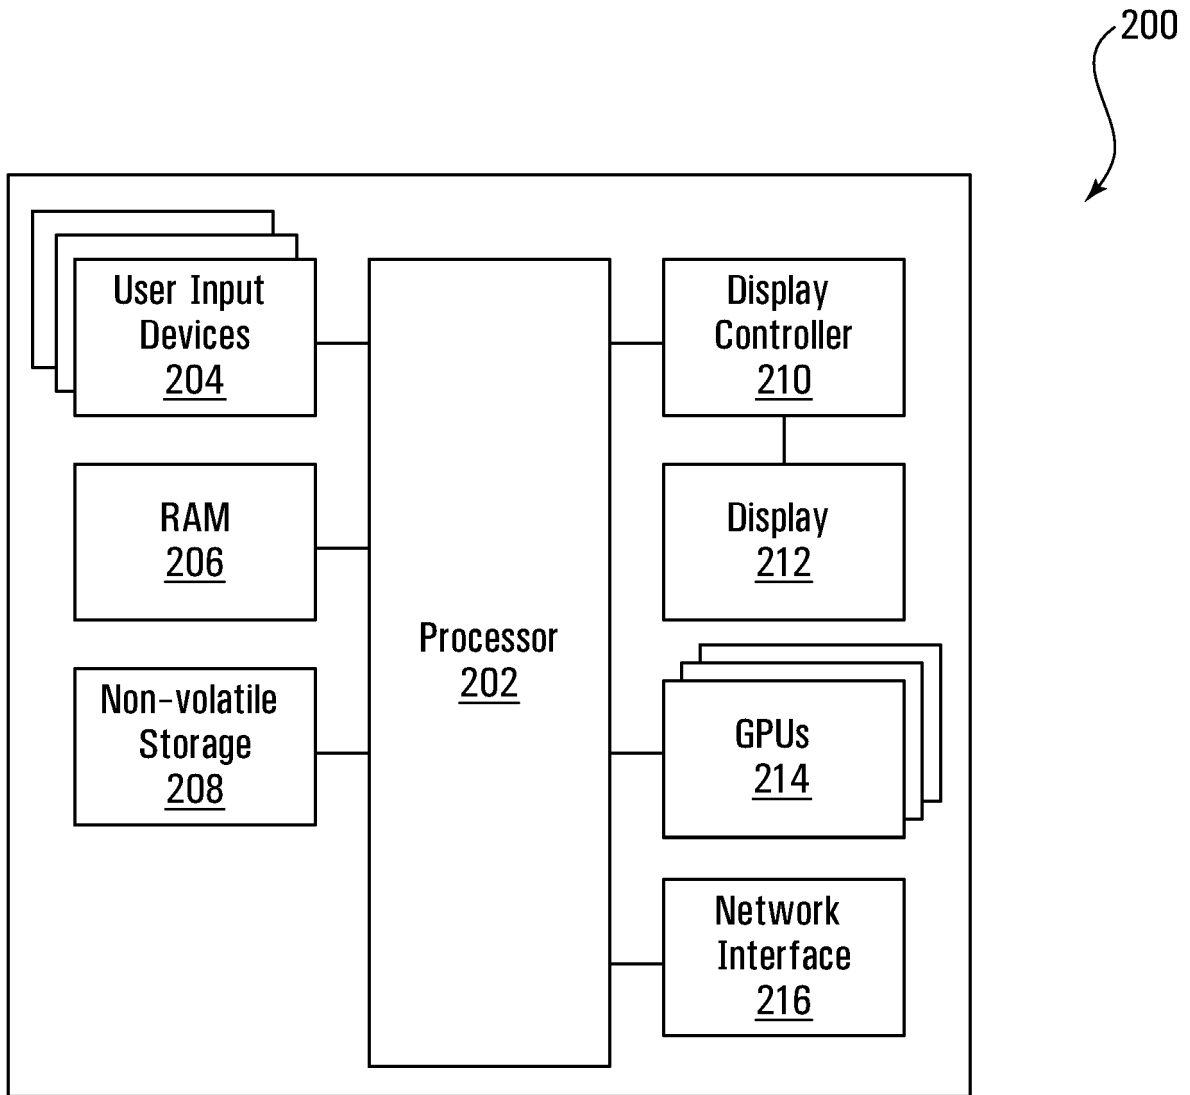 200
User Input
Devices
204
RAM
206
Non-volatile
Storage
208
Processor
202
Display
Controller
210
Display
212
GPUs
214
Network
Interface
216